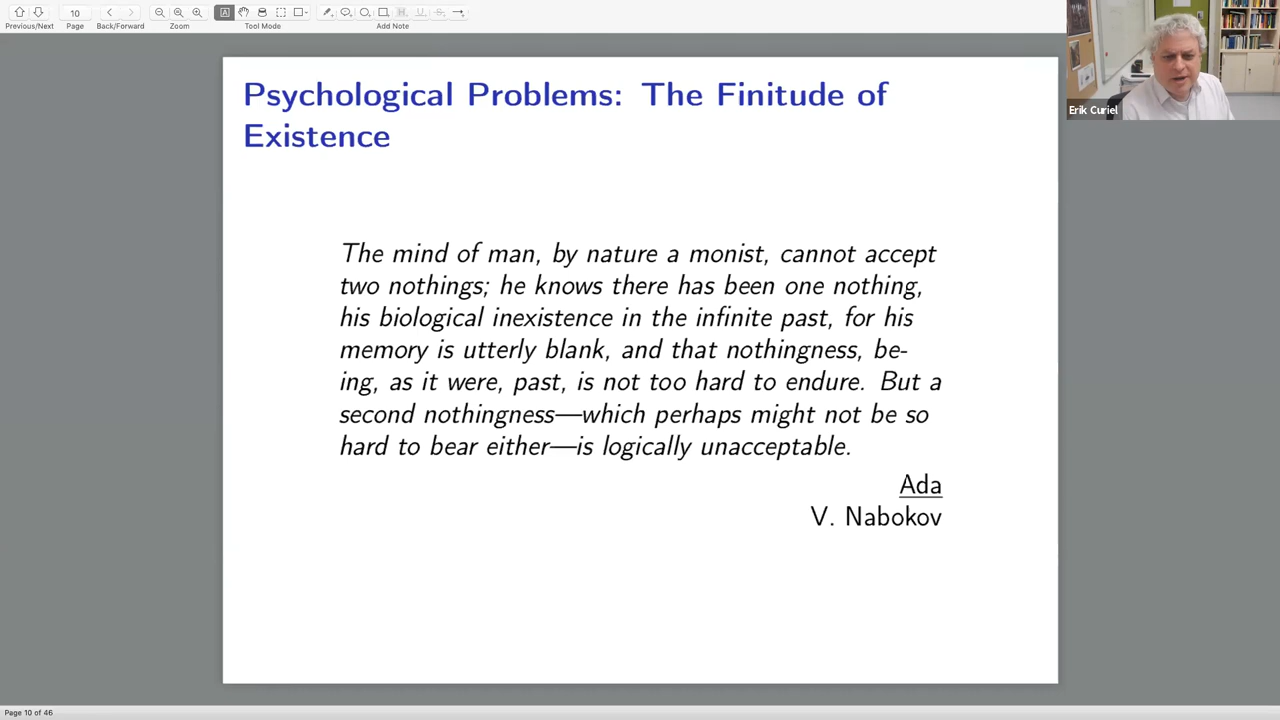 10
Previous/Next
Page
Back/Forward
Zoom
Tool Mode
Add Note
Erik Curiel
Psychological Problems: The Finitude of
Existence
The mind of man, by nature a monist, cannot accept
two nothings; he knows there has been one nothing,
his biological inexistence in the infinite past, for his
memory is utterly blank, and that nothingness, be-
ing, as it were, past, is not too hard to endure. But a
second nothingness—which perhaps might not be so
hard to bear either—is logically unacceptable.
Ada
V. Nabokov
Page 10 of 46